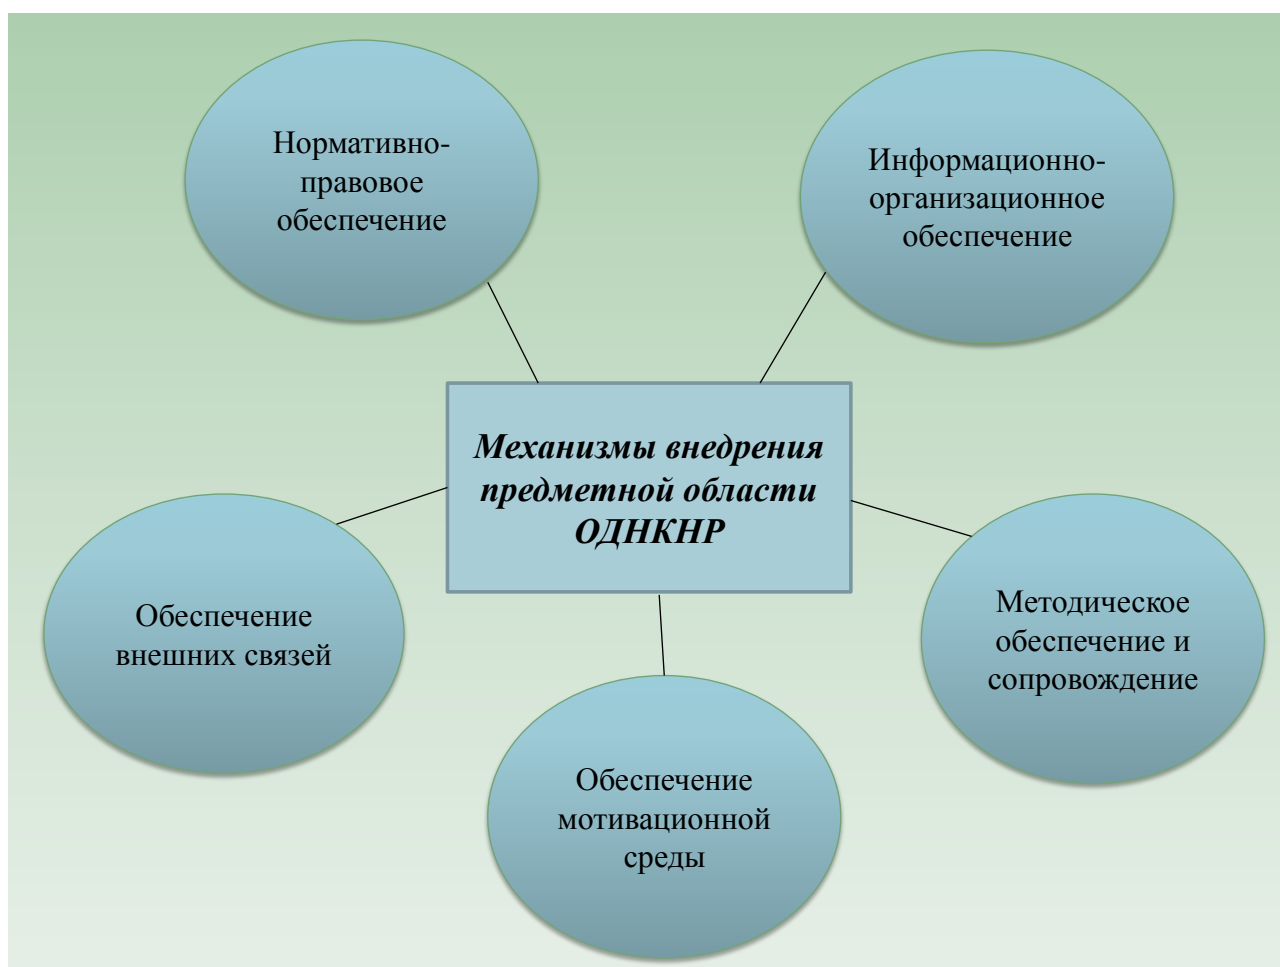 Нормативно-
правовое
обеспечение
Информационно-
организационное
обеспечение
Механизмы внедрения
предметной области
ОДНКНР
Обеспечение
внешних связей
Методическое
обеспечение и
сопровождение
Обеспечение
мотивационной
среды